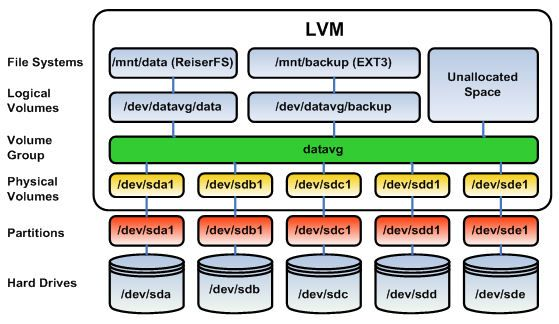 LVM
File Systems
/mnt/data (ReiserFS)
/mnt/backup (EXT3)
Unallocated
Space
Logical
Volumes
/dev/datavg/data
/dev/datavg/backup
Volume
Group
datavg
Physical
Volumes
/dev/sda1
/dev/sdb1
/dev/sdc1
/dev/sdd1
/dev/sde1
Partitions
/dev/sda1
/dev/sdb1
/dev/sdc1
/dev/sdd1
/dev/sde1
Hard Drives
/dev/sda
/dev/sdb
/dev/sdc
/dev/sdd
/dev/sde